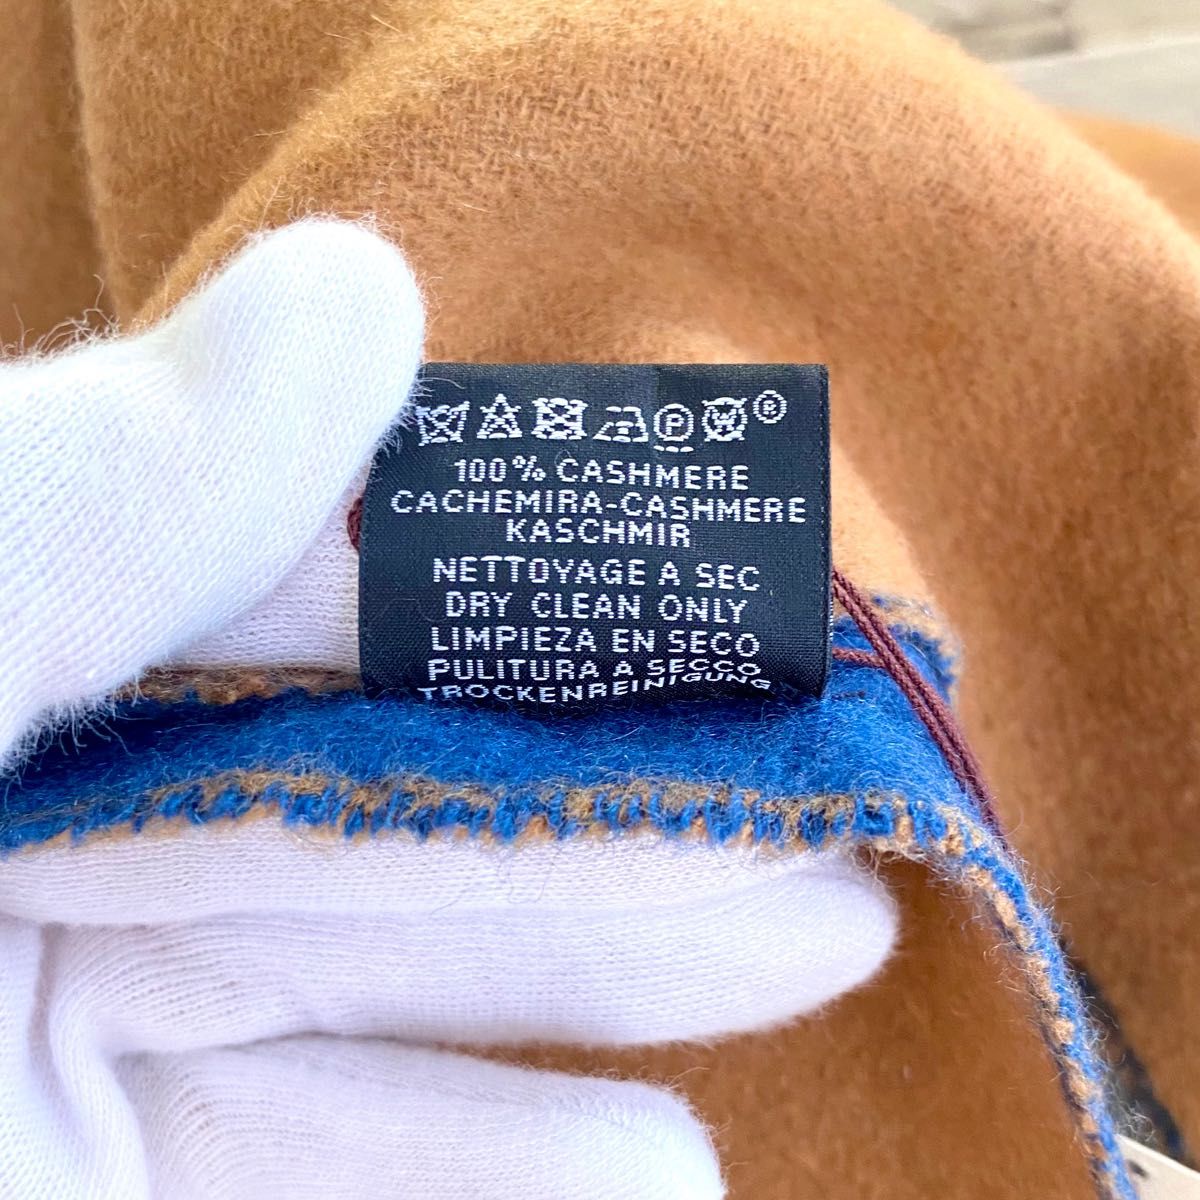 P W ®
100% CASHMERE
CACHEMIRA-CASHMERE
KASCHMIR
NETTOYAGE A SEC
DRY CLEAN ONLY
LIMPIEZA EN SECO
PULITURA A SECCO
TROCKENREINIGUNG